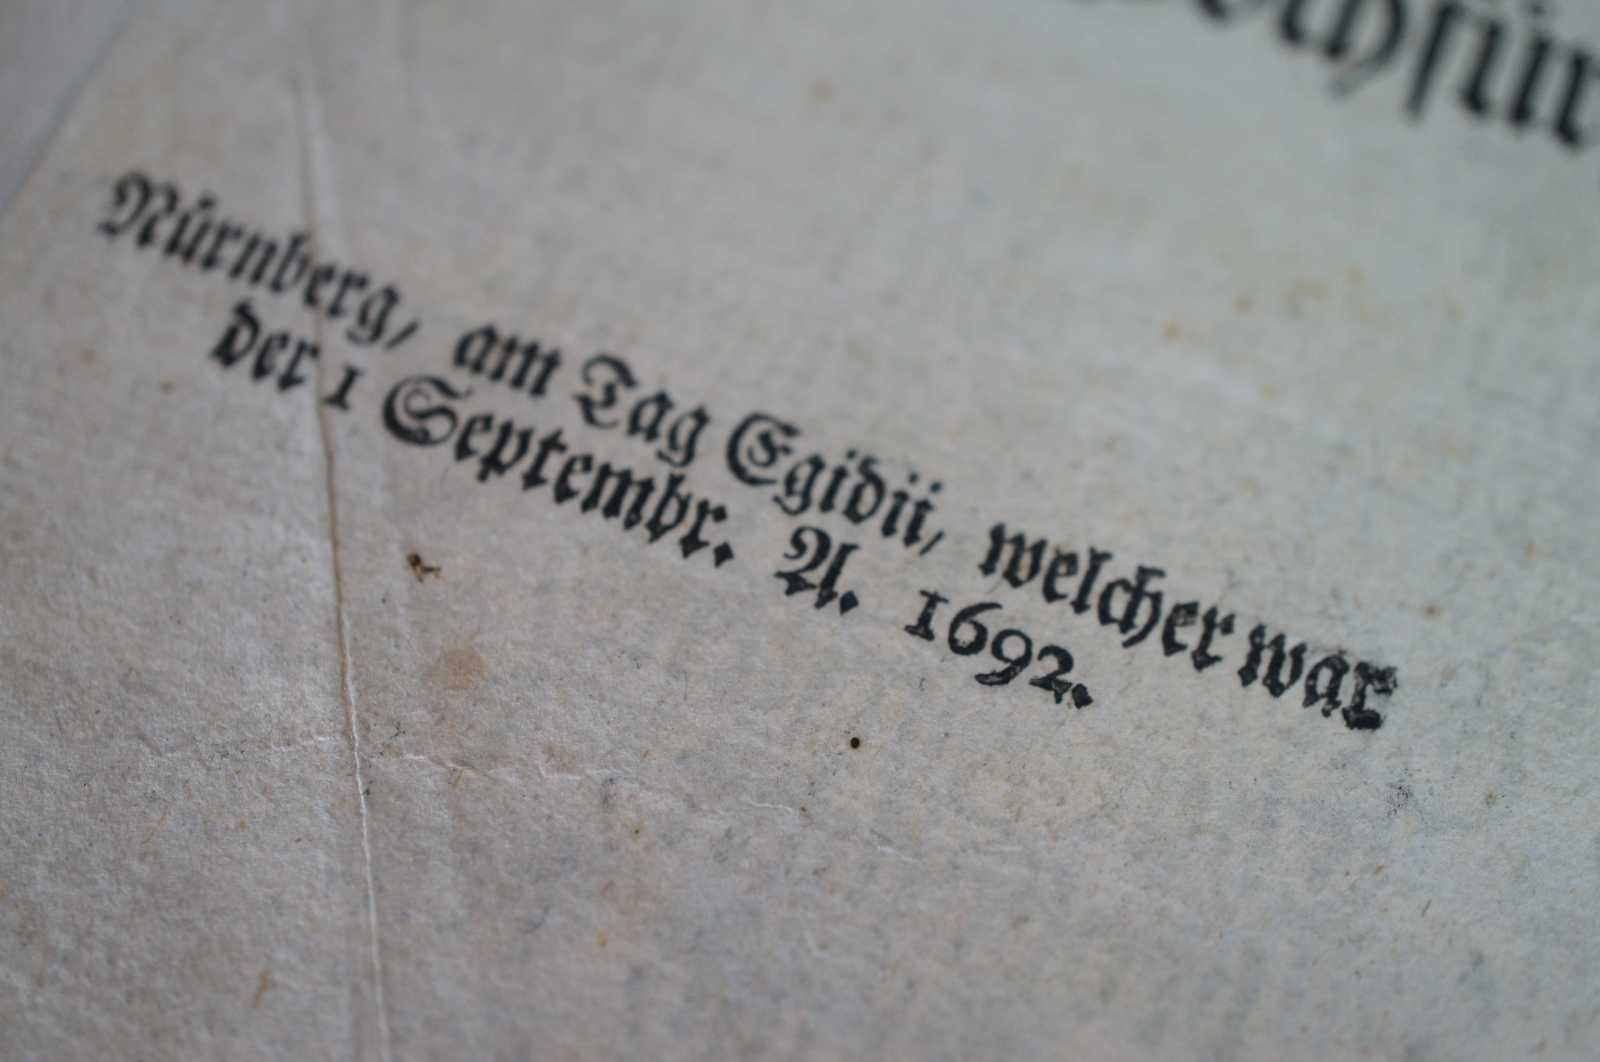 Nürnberg, am Tag Egidii, welcher war
der 1 Septembr. A. 1692.